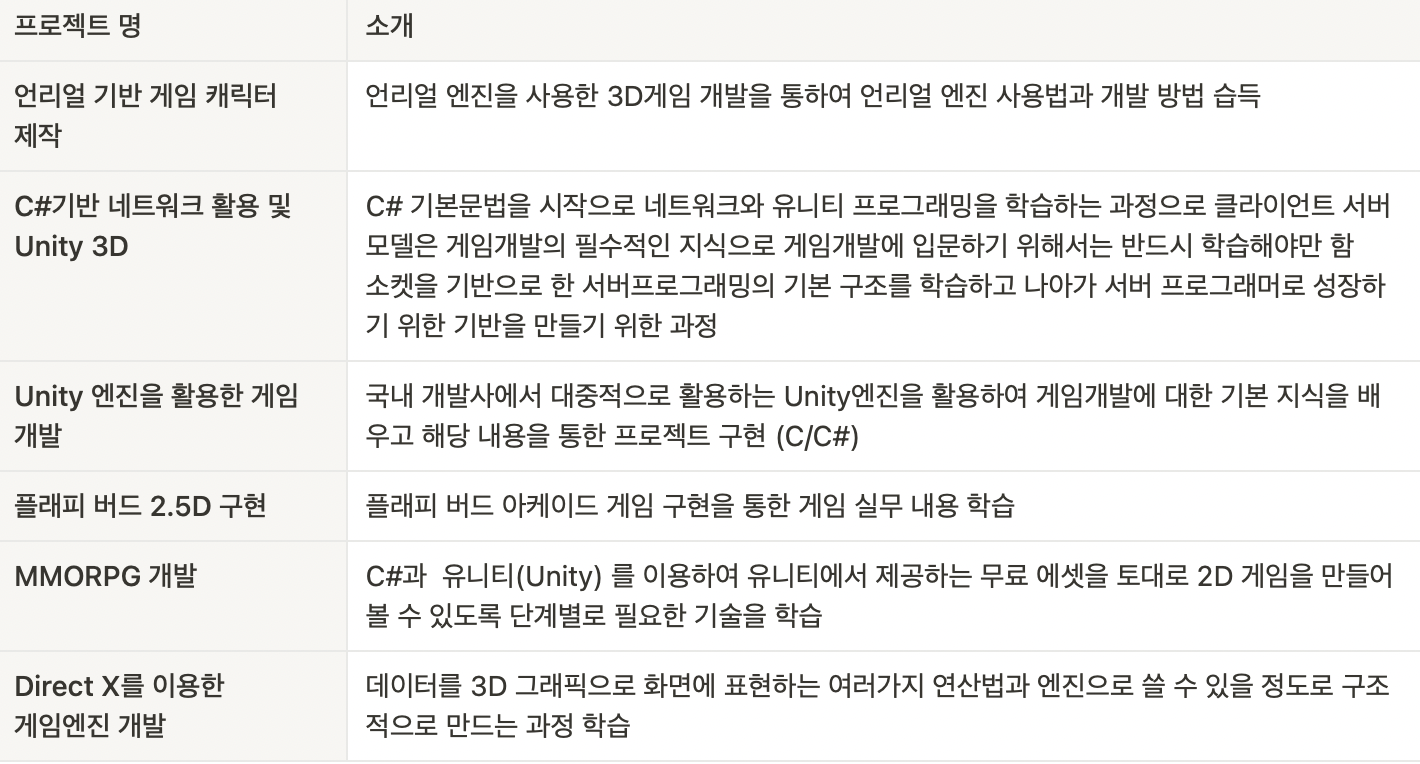 프로젝트 명
소개
언리얼 기반 게임 캐릭터
제작
언리얼 엔진을 사용한 3D게임 개발을 통하여 언리얼 엔진 사용법과 개발 방법 습득
C#기반 네트워크 활용 및
Unity 3D
C# 기본문법을 시작으로 네트워크와 유니티 프로그래밍을 학습하는 과정으로 클라이언트 서버
모델은 게임개발의 필수적인 지식으로 게임개발에 입문하기 위해서는 반드시 학습해야만 함
소켓을 기반으로 한 서버프로그래밍의 기본 구조를 학습하고 나아가 서버 프로그래머로 성장하
기 위한 기반을 만들기 위한 과정
Unity 엔진을 활용한 게임
개발
국내 개발사에서 대중적으로 활용하는 Unity엔진을 활용하여 게임개발에 대한 기본 지식을 배
우고 해당 내용을 통한 프로젝트 구현 (C/C#)
플래피 버드 2.5D 구현
플래피 버드 아케이드 게임 구현을 통한 게임 실무 내용 학습
MMORPG 개발
C#과  유니티(Unity) 를 이용하여 유니티에서 제공하는 무료 에셋을 토대로 2D 게임을 만들어
볼 수 있도록 단계별로 필요한 기술을 학습
Direct X를 이용한
게임엔진 개발
데이터를 3D 그래픽으로 화면에 표현하는 여러가지 연산법과 엔진으로 쓸 수 있을 정도로 구조
적으로 만드는 과정 학습